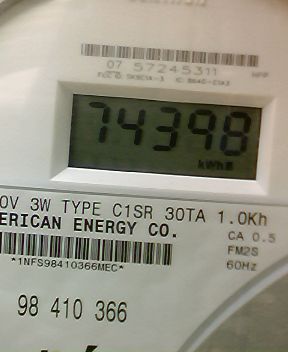 07 57245311
74398
kWhs
0V 3W TYPE C1SR 30TA 1.0Kh
ERICAN ENERGY CO.
CA 0.5
FM2S
60Hz
*1NFS98410366MEC*
98 410 366